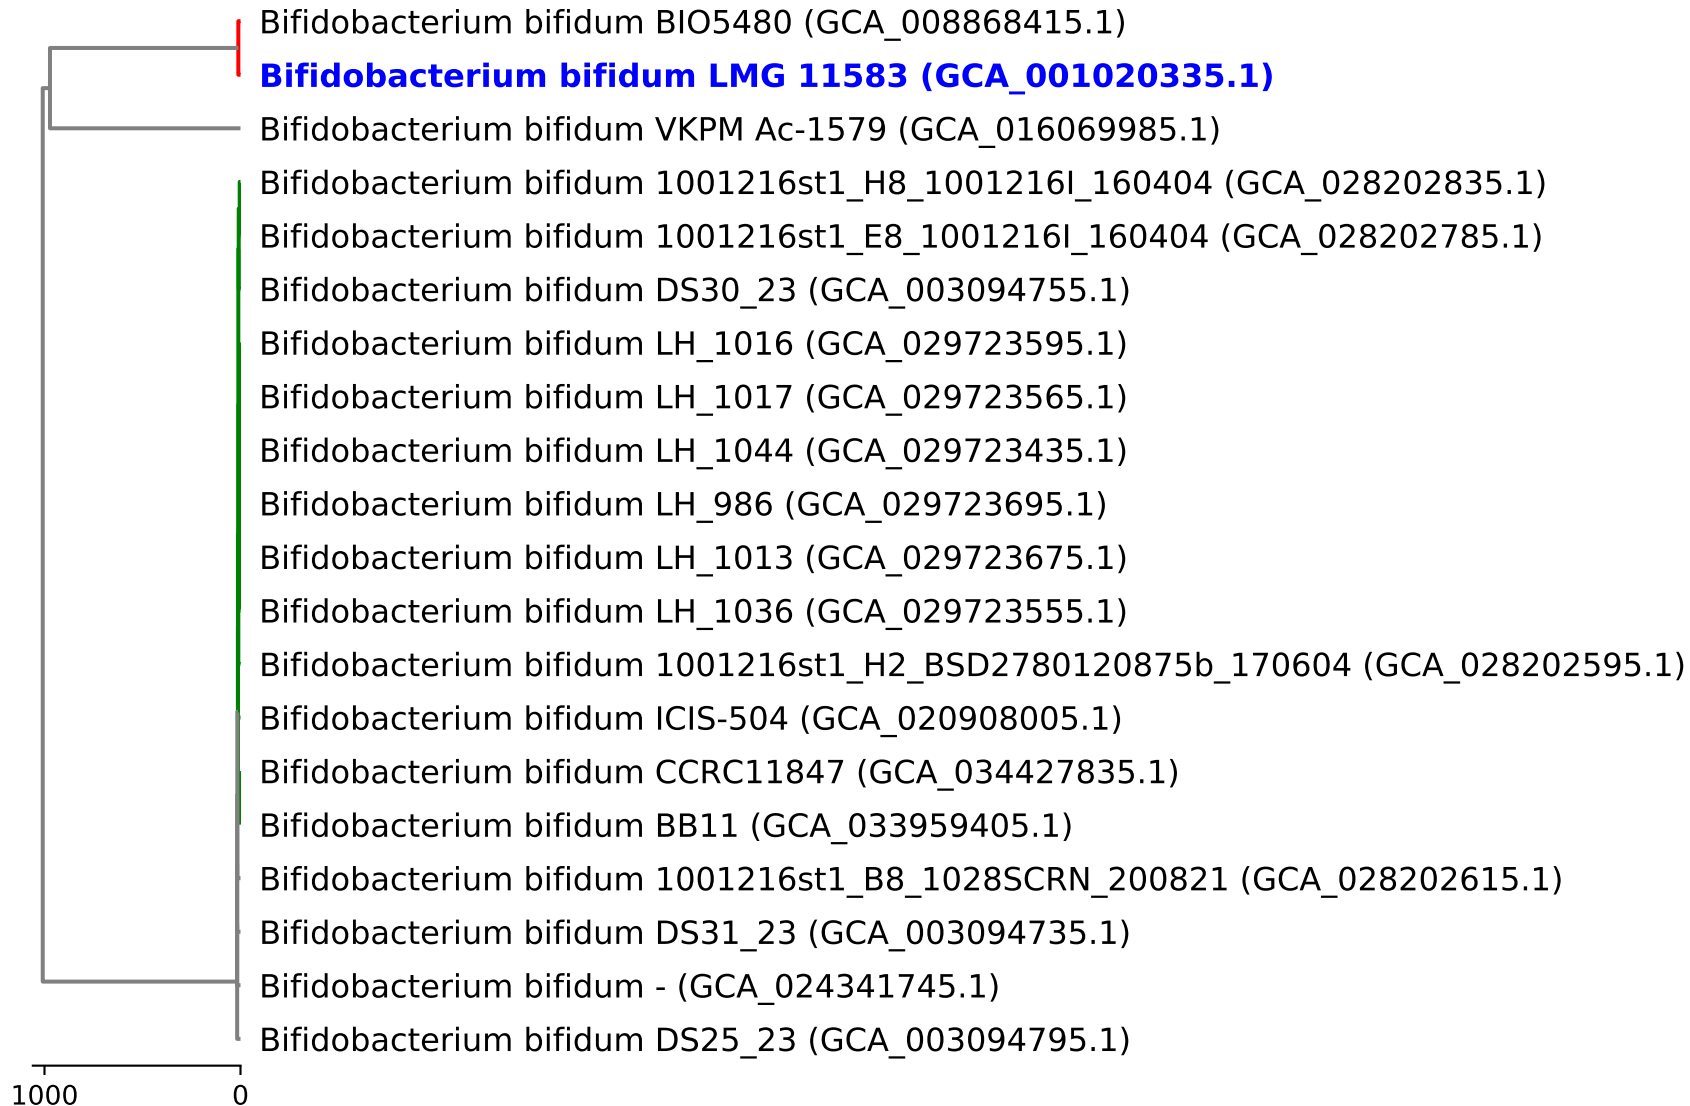 Bifidobacterium bifidum BIO5480 (GCA_008868415.1)
Bifidobacterium bifidum LMG 11583 (GCA_001020335.1)
Bifidobacterium bifidum VKPM Ac-1579 (GCA_016069985.1)
Bifidobacterium bifidum 1001216st1_H8_1001216I_160404 (GCA_028202835.1)
Bifidobacterium bifidum 1001216st1_E8_1001216I_160404 (GCA_028202785.1)
Bifidobacterium bifidum DS30_23 (GCA_003094755.1)
Bifidobacterium bifidum LH_1016 (GCA_029723595.1)
Bifidobacterium bifidum LH_1017 (GCA_029723565.1)
Bifidobacterium bifidum LH_1044 (GCA_029723435.1)
Bifidobacterium bifidum LH_986 (GCA_029723695.1)
Bifidobacterium bifidum LH_1013 (GCA_029723675.1)
Bifidobacterium bifidum LH_1036 (GCA_029723555.1)
Bifidobacterium bifidum 1001216st1_H2_BSD2780120875b_170604 (GCA_028202595.1)
Bifidobacterium bifidum ICIS-504 (GCA_020908005.1)
Bifidobacterium bifidum CCRC11847 (GCA_034427835.1)
Bifidobacterium bifidum BB11 (GCA_033959405.1)
Bifidobacterium bifidum 1001216st1_B8_1028SCRN_200821 (GCA_028202615.1)
Bifidobacterium bifidum DS31_23 (GCA_003094735.1)
Bifidobacterium bifidum - (GCA_024341745.1)
Bifidobacterium bifidum DS25_23 (GCA_003094795.1)
1000 0